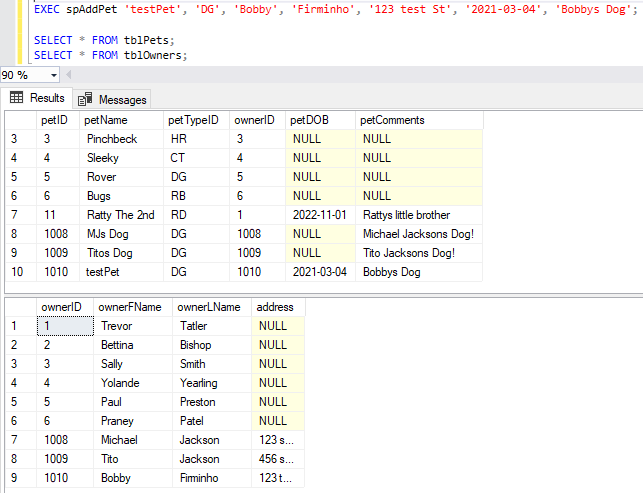 EXEC spAddPet 'testPet', 'DG', 'Bobby', 'Firminho', '123 test St', '2021-03-04', 'Bobbys Dog';
SELECT * FROM tblPets;
SELECT * FROM tblOwners;
90 %
Results Messages
petID petName petTypeID ownerID petDOB petComments
3 3 Pinchbeck HR 3 NULL NULL
4 4 Sleeky CT 4 NULL NULL
5 5 Rover DG 5 NULL NULL
6 6 Bugs RB 6 NULL NULL
7 11 Ratty The 2nd RD 1 2022-11-01 Rattys little brother
8 1008 MJs Dog DG 1008 NULL Michael Jacksons Dog!
9 1009 Titos Dog DG 1009 NULL Tito Jacksons Dog!
10 1010 testPet DG 1010 2021-03-04 Bobbys Dog
ownerID ownerFName ownerLName address
1 1 Trevor Tatler NULL
2 2 Bettina Bishop NULL
3 3 Sally Smith NULL
4 4 Yolande Yearling NULL
5 5 Paul Preston NULL
6 6 Praney Patel NULL
7 1008 Michael Jackson 123 s...
8 1009 Tito Jackson 456 s...
9 1010 Bobby Firminho 123 t...